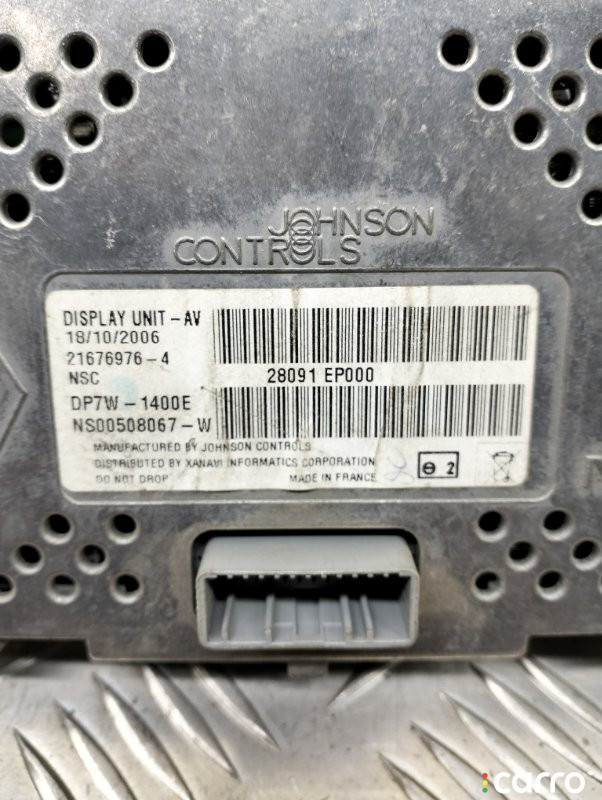 JOHNSON
CONTROLS
DISPLAY UNIT-AV
18/10/2006
21676976-4
NSC
28091 EP000
DP7W-1400E
NS00508067-W
MANUFACTURED BY JOHNSON CONTROLS
DISTRIBUTED BY XANAVI INFORMATICS CORPORATION
DO NOT DROP
MADE IN FRANCE
2
carro